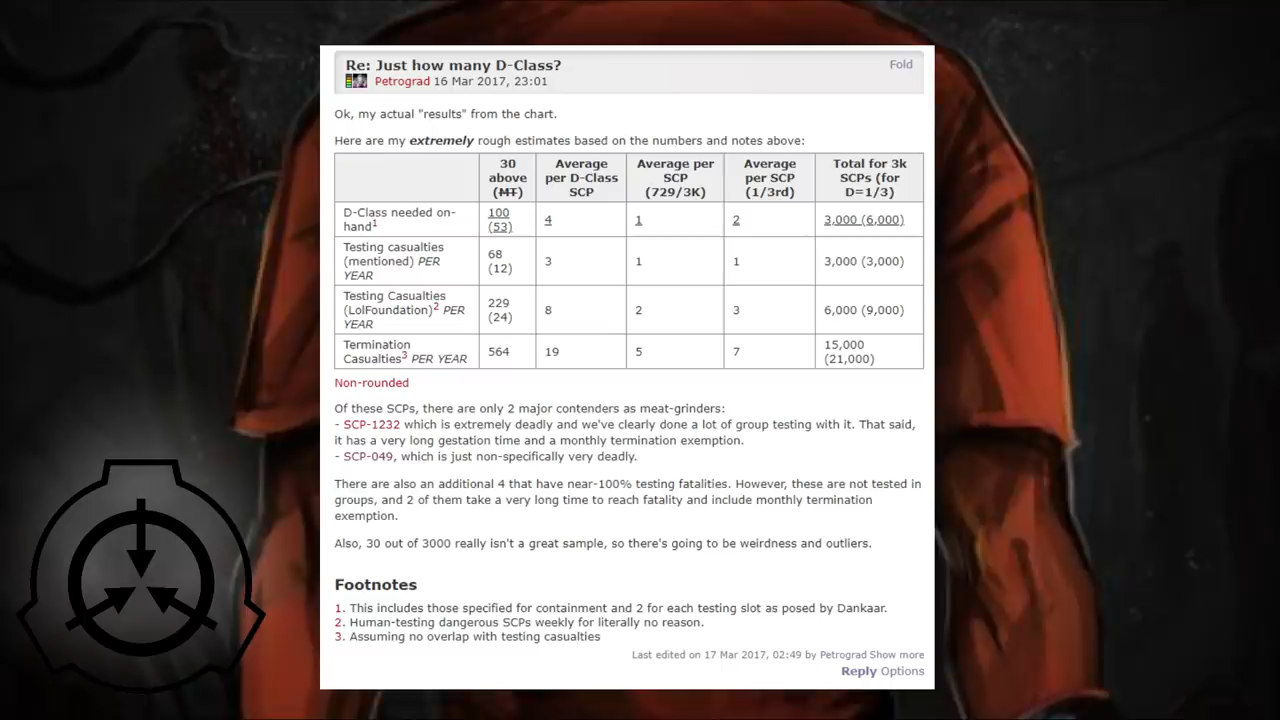 Re: Just how many D-Class?
Fold
Petrograd 16 Mar 2017, 23:01
Ok, my actual "results" from the chart.
Here are my extremely rough estimates based on the numbers and notes above:
30 above (MT)
Average per D-Class SCP
Average per SCP (729/3K)
Average per SCP (1/3rd)
Total for 3k SCPs (for D=1/3)
D-Class needed on-hand1
100 (53)
4
1
2
3,000 (6,000)
Testing casualties (mentioned) PER YEAR
68 (12)
3
1
1
3,000 (3,000)
Testing Casualties (LolFoundation)2 PER YEAR
229 (24)
8
2
3
6,000 (9,000)
Termination Casualties3 PER YEAR
564
19
5
7
15,000 (21,000)
Non-rounded
Of these SCPs, there are only 2 major contenders as meat-grinders:
- SCP-1232 which is extremely deadly and we've clearly done a lot of group testing with it. That said,
it has a very long gestation time and a monthly termination exemption.
- SCP-049, which is just non-specifically very deadly.
There are also an additional 4 that have near-100% testing fatalities. However, these are not tested in
groups, and 2 of them take a very long time to reach fatality and include monthly termination
exemption.
Also, 30 out of 3000 really isn't a great sample, so there's going to be weirdness and outliers.
Footnotes
1. This includes those specified for containment and 2 for each testing slot as posed by Dankaar.
2. Human-testing dangerous SCPs weekly for literally no reason.
3. Assuming no overlap with testing casualties
Last edited on 17 Mar 2017, 02:49 by Petrograd Show more
Reply Options